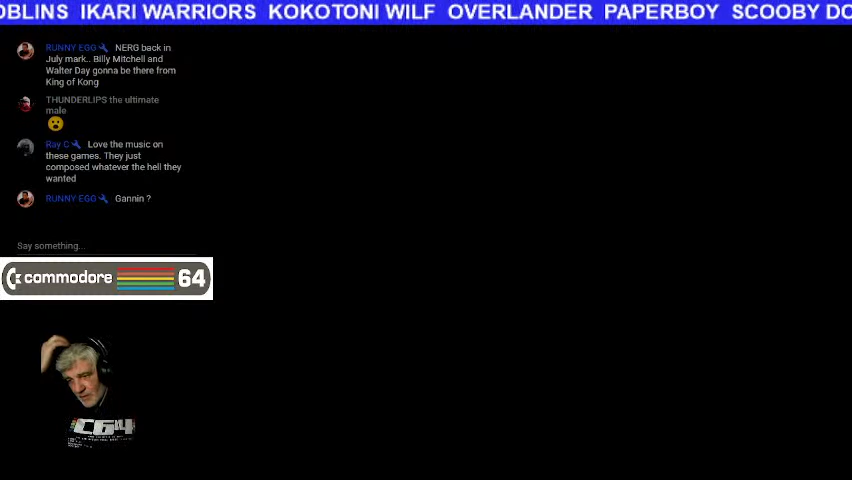 OBLINS IKARI WARRIORS KOKOTONI WILF OVERLANDER PAPERBOY SCOOBY DO
RUNNY EGO NERG back in
July mark.. Billy Mitchell and
Walter Day gonna be there from
King of Kong
THUNDERLIPS the ultimate
male
Ray C Love the music on
these games. They just
composed whatever the hell they
wanted
RUNNY EGO Gannin ?
Say something...
commodore 64
C64